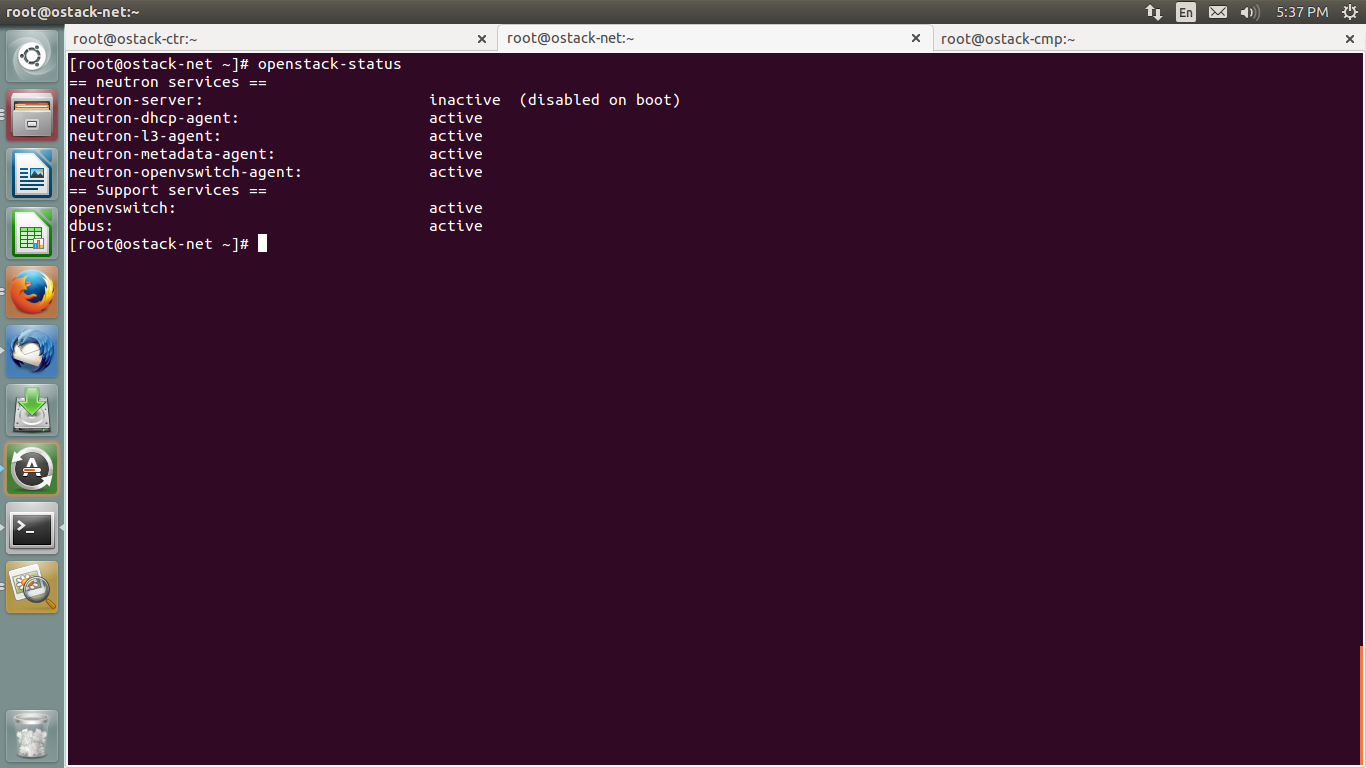 root@ostack-net:~
En
5:37 PM
root@ostack-ctr:~ ×
root@ostack-net:~ ×
root@ostack-cmp:~ ×
[root@ostack-net ~]# openstack-status
== neutron services ==
neutron-server:                         inactive  (disabled on boot)
neutron-dhcp-agent:                     active
neutron-l3-agent:                       active
neutron-metadata-agent:                 active
neutron-openvswitch-agent:              active
== Support services ==
openvswitch:                            active
dbus:                                   active
[root@ostack-net ~]#
>_